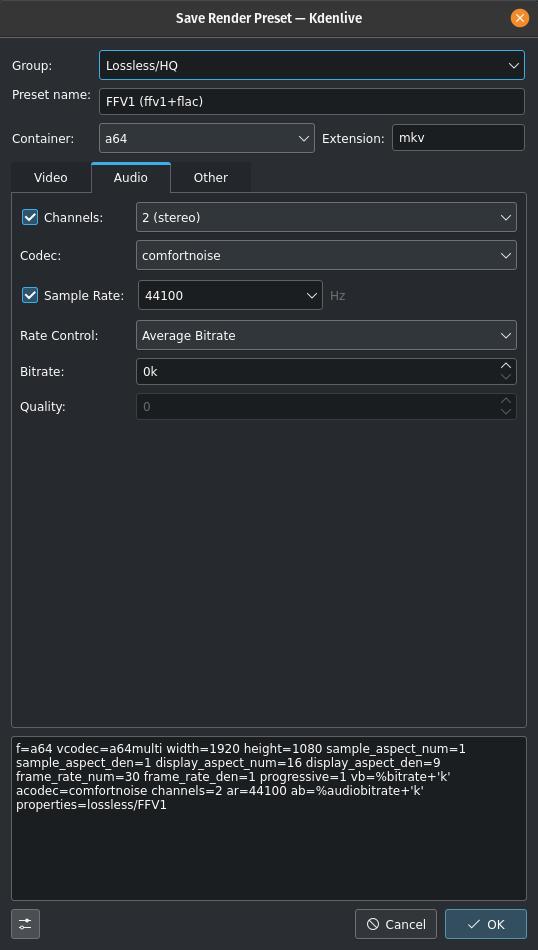 Save Render Preset — Kdenlive
Group: Lossless/HQ
Preset name: FFV1 (ffv1+flac)
Container: a64 Extension: mkv
Video Audio Other
Channels: 2 (stereo)
Codec: comfortnoise
Sample Rate: 44100 Hz
Rate Control: Average Bitrate
Bitrate: 0k
Quality: 0
f=a64 vcodec=a64multi width=1920 height=1080 sample_aspect_num=1
sample_aspect_den=1 display_aspect_num=16 display_aspect_den=9
frame_rate_num=30 frame_rate_den=1 progressive=1 vb=%bitrate+'k'
acodec=comfortnoise channels=2 ar=44100 ab=%audiobitrate+'k'
properties=lossless/FFV1
Cancel OK